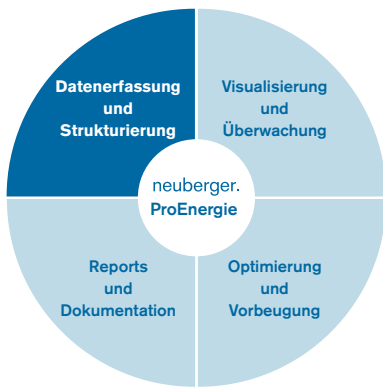 Datenerfassung
und
Strukturierung
Visualisierung
und
Überwachung
neuberger.
ProEnergie
Reports
und
Dokumentation
Optimierung
und
Vorbeugung